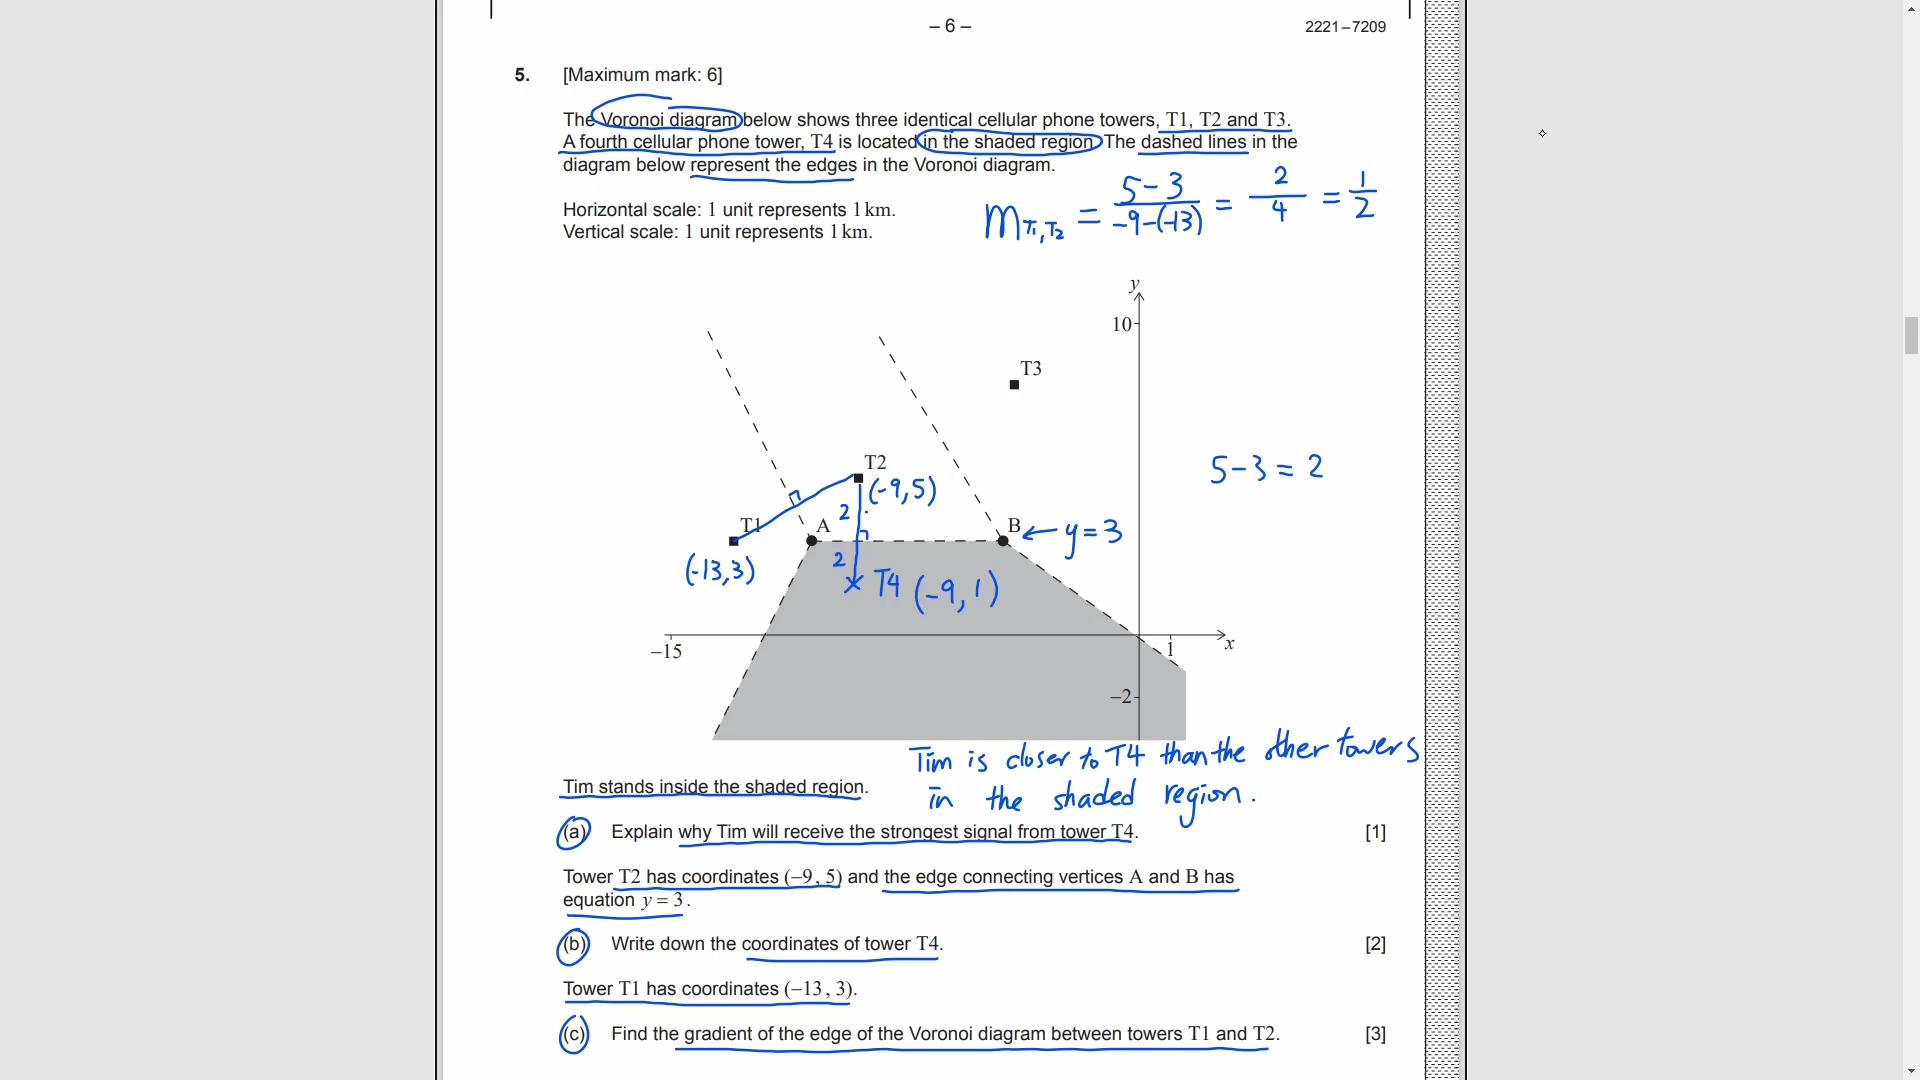 – 6 –
2221–7209
5. [Maximum mark: 6]
The Voronoi diagram below shows three identical cellular phone towers, T1, T2 and T3.
A fourth cellular phone tower, T4 is located in the shaded region. The dashed lines in the
diagram below represent the edges in the Voronoi diagram.
m T1,T2 = 5-3 / -9-(-13) = 2/4 = 1/2
Horizontal scale: 1 unit represents 1 km.
Vertical scale: 1 unit represents 1 km.
y
10
T3
T2
5-3=2
(-9,5)
2
T1
A
B
← y=3
(-13,3)
2
T4 (-9,1)
–15
1
x
–2
Tim is closer to T4 than the other towers
in the shaded region.
Tim stands inside the shaded region.
(a) Explain why Tim will receive the strongest signal from tower T4. [1]
Tower T2 has coordinates (–9, 5) and the edge connecting vertices A and B has
equation y = 3.
(b) Write down the coordinates of tower T4. [2]
Tower T1 has coordinates (–13, 3).
(c) Find the gradient of the edge of the Voronoi diagram between towers T1 and T2. [3]